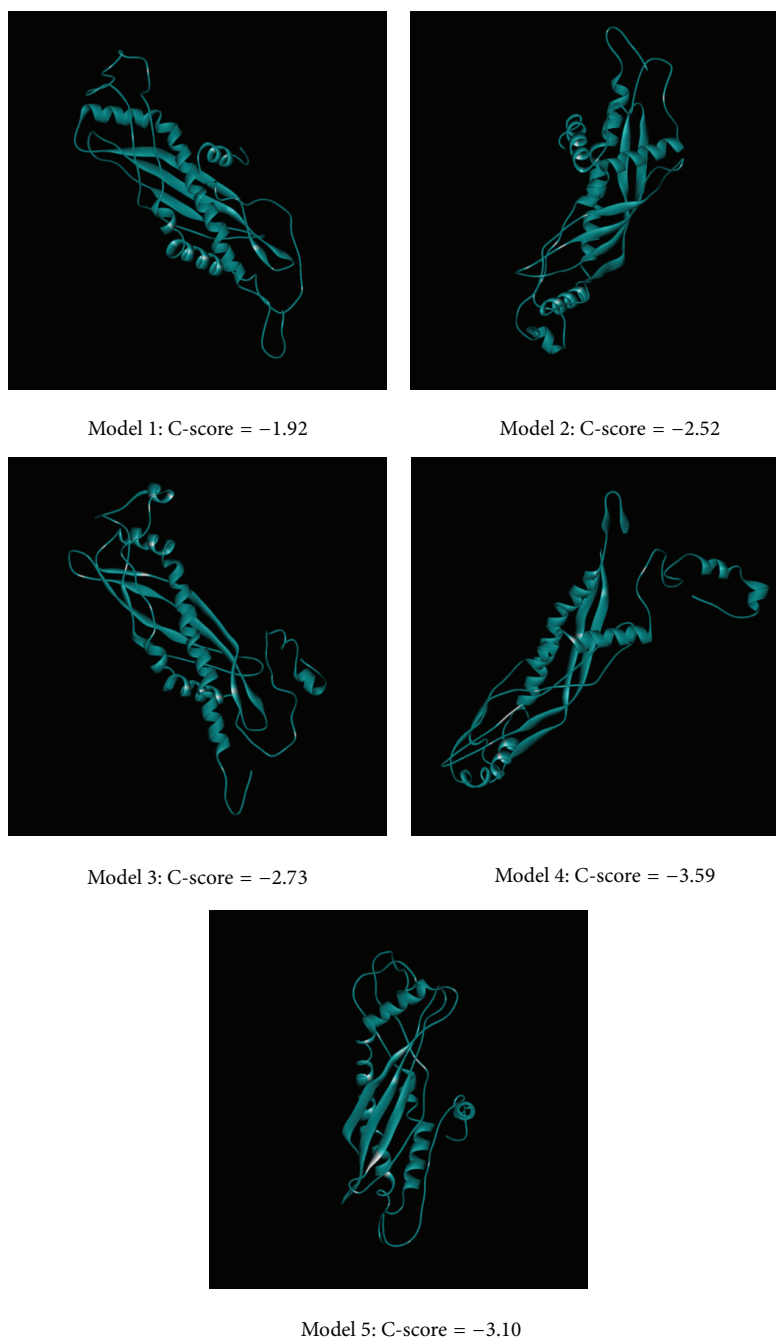 Model 1: C-score = −1.92
Model 2: C-score = −2.52
Model 3: C-score = −2.73
Model 4: C-score = −3.59
Model 5: C-score = −3.10